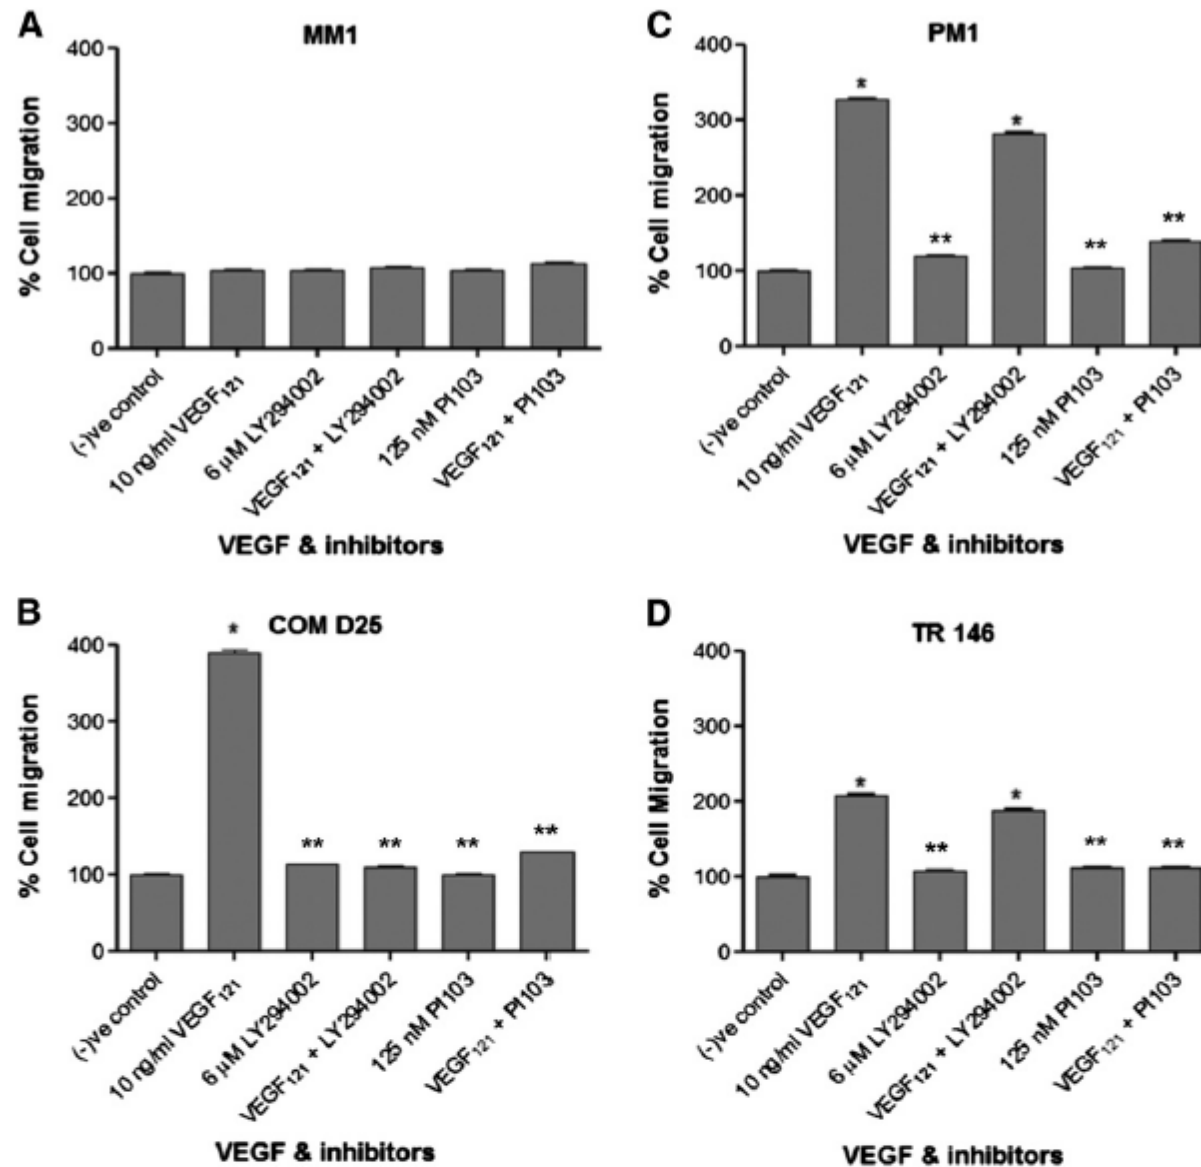 A
MM1
% Cell migration
400
300
200
100
0
(-)ve control
10 ng/ml VEGF₁₂₁
6 µM LY294002
VEGF₁₂₁ + LY294002
125 nM PI103
VEGF₁₂₁ + PI103
VEGF & inhibitors
C
PM1
% Cell migration
400
300
200
100
0
*
**
*
**
**
(-)ve control
10 ng/ml VEGF₁₂₁
6 µM LY294002
VEGF₁₂₁ + LY294002
125 nM PI103
VEGF₁₂₁ + PI103
VEGF & inhibitors
B
COM D25
% Cell migration
400
300
200
100
0
*
**
**
**
**
(-)ve control
10 ng/ml VEGF₁₂₁
6 µM LY294002
VEGF₁₂₁ + LY294002
125 nM PI103
VEGF₁₂₁ + PI103
VEGF & inhibitors
D
TR 146
% Cell Migration
400
300
200
100
0
*
**
*
**
**
(-)ve control
10 ng/ml VEGF₁₂₁
6 µM LY294002
VEGF₁₂₁ + LY294002
125 nM PI103
VEGF₁₂₁ + PI103
VEGF & inhibitors